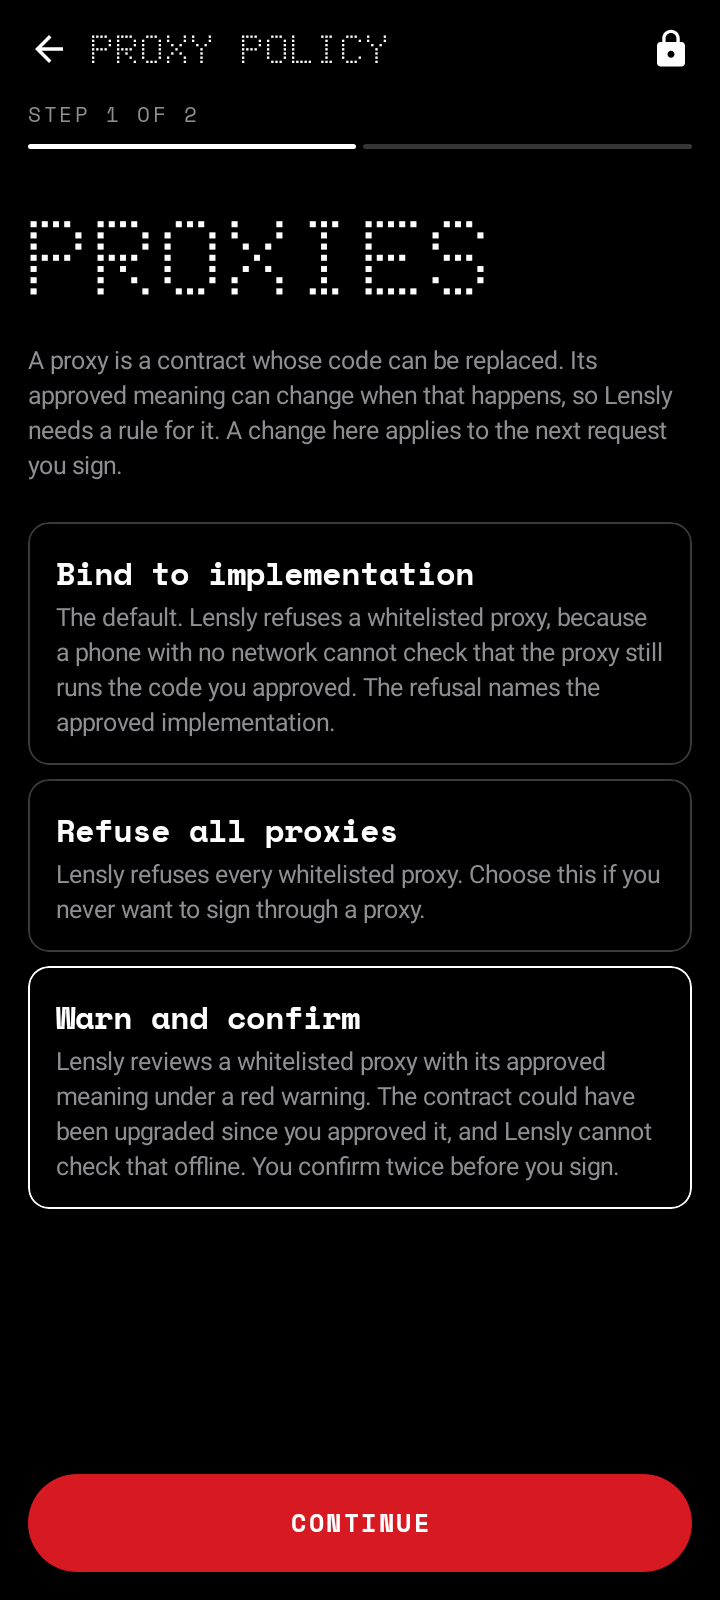 PROXY POLICY
STEP 1 OF 2
PROXIES
A proxy is a contract whose code can be replaced. Its
approved meaning can change when that happens, so Lensly
needs a rule for it. A change here applies to the next request
you sign.
Bind to implementation
The default. Lensly refuses a whitelisted proxy, because
a phone with no network cannot check that the proxy still
runs the code you approved. The refusal names the
approved implementation.
Refuse all proxies
Lensly refuses every whitelisted proxy. Choose this if you
never want to sign through a proxy.
Warn and confirm
Lensly reviews a whitelisted proxy with its approved
meaning under a red warning. The contract could have
been upgraded since you approved it, and Lensly cannot
check that offline. You confirm twice before you sign.
CONTINUE